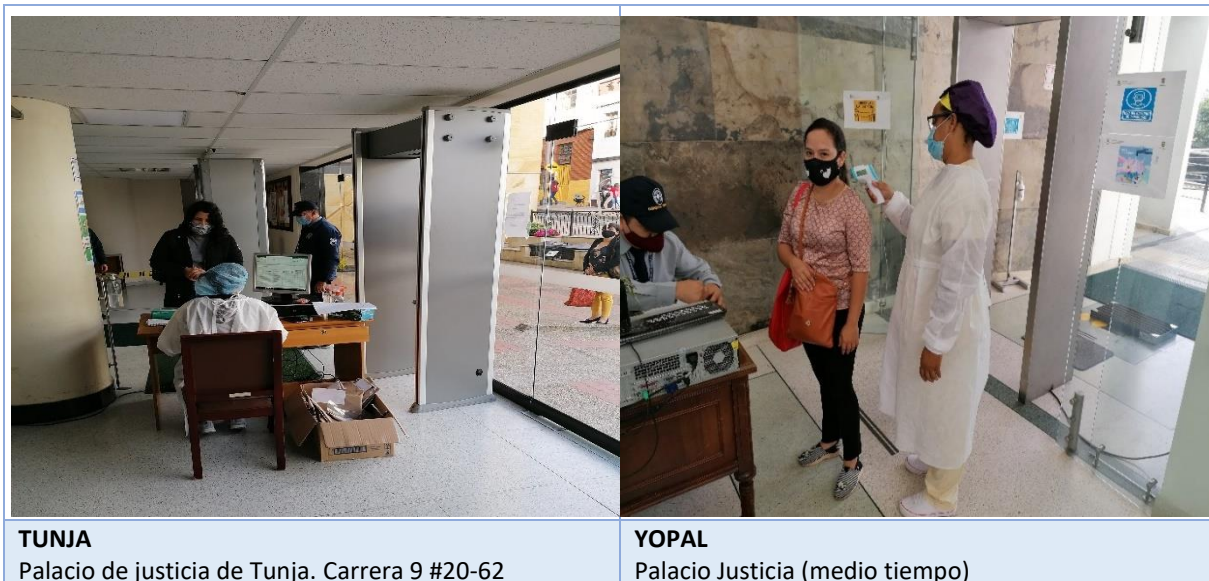 TUNJA
Palacio de justicia de Tunja. Carrera 9 #20-62
YOPAL
Palacio Justicia (medio tiempo)